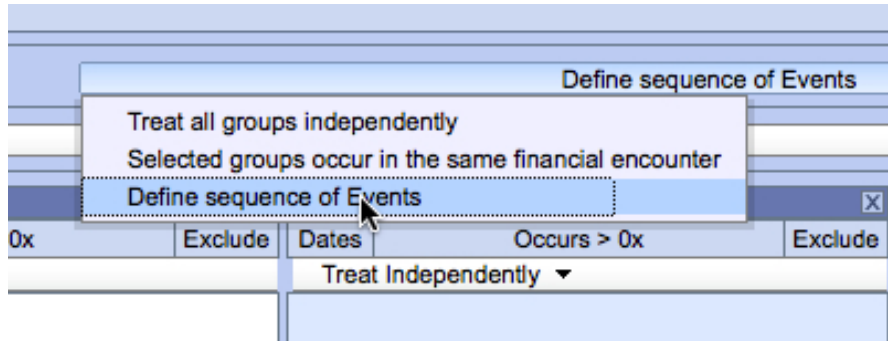 Define sequence of Events
Treat all groups independently
Selected groups occur in the same financial encounter
Define sequence of Events
X
0x Exclude Dates Occurs > 0x Exclude
Treat Independently